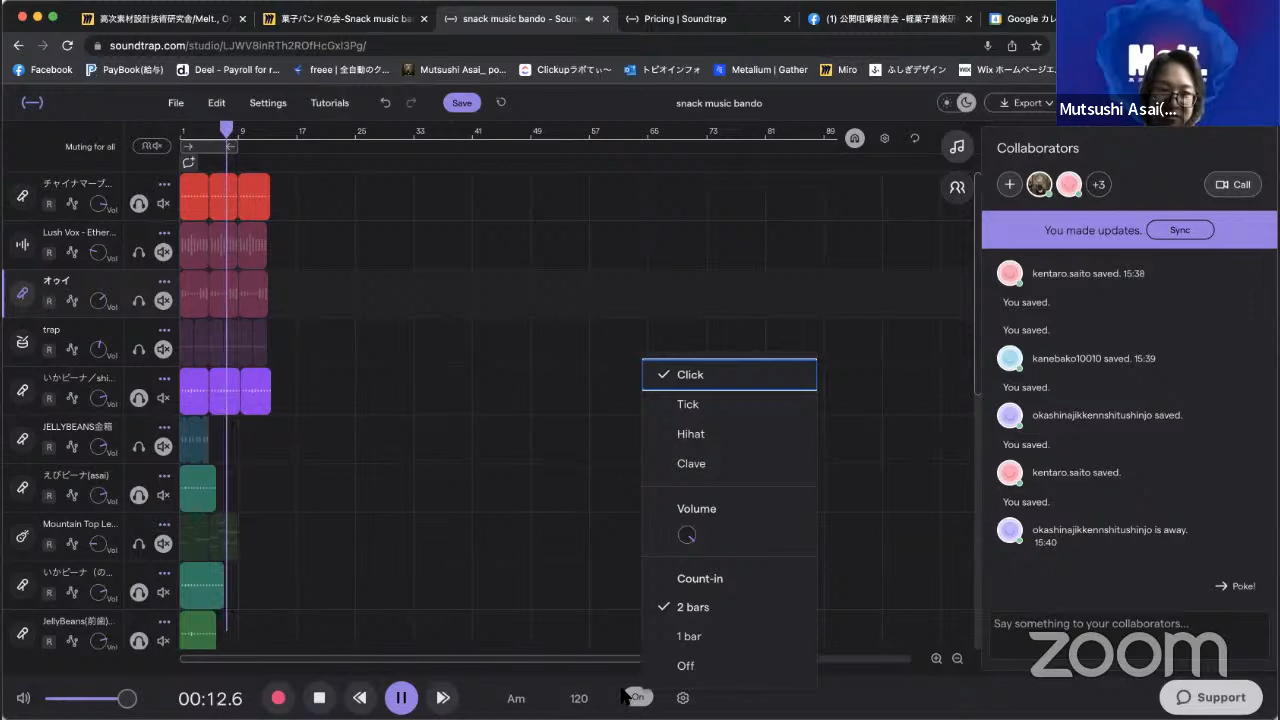 高次素材設計技術研究會/Melt., O
菓子バンドの会-Snack music ba
snack music bando - Soun
Pricing | Soundtrap
(1) 公開咀嚼録音会 -軽菓子音楽研
Google カレ
soundtrap.com/studio/LJWV8InRTh2ROfHcGxI3Pg/
Facebook
PayBook(給与)
Deel - Payroll for r...
freee | 全自動のク...
Mutsushi Asai_ po...
Clickupラボてぃ〜
トピオインフォ
Metalium | Gather
Miro
ふしぎデザイン
Wix ホームページエ
Melt.
Mutsushi Asai(...
File
Edit
Settings
Tutorials
Save
snack music bando
Export
Muting for all
1
9
17
25
33
41
49
57
65
73
81
89
チャイナマーブ...
R
Vol
Lush Vox - Ether...
R
Vol
オゥイ
R
Vol
trap
R
Vol
いかピーナ／shi...
R
Vol
JELLYBEANS金箱
R
Vol
えびピーナ(asai)
R
Vol
Mountain Top Le...
R
Vol
いかピーナ（の...
R
Vol
JellyBeans(前歯)...
R
Vol
Click
Tick
Hihat
Clave
Volume
Count-in
2 bars
1 bar
Off
Collaborators
+3
Call
You made updates.
Sync
kentaro.saito saved. 15:38
You saved.
You saved.
kanebako10010 saved. 15:39
You saved.
okashinajikkennshitushinjo saved.
You saved.
kentaro.saito saved.
You saved.
okashinajikkennshitushinjo is away.
15:40
Poke!
Say something to your collaborators...
zoom
00:12.6
Am
120
On
Support